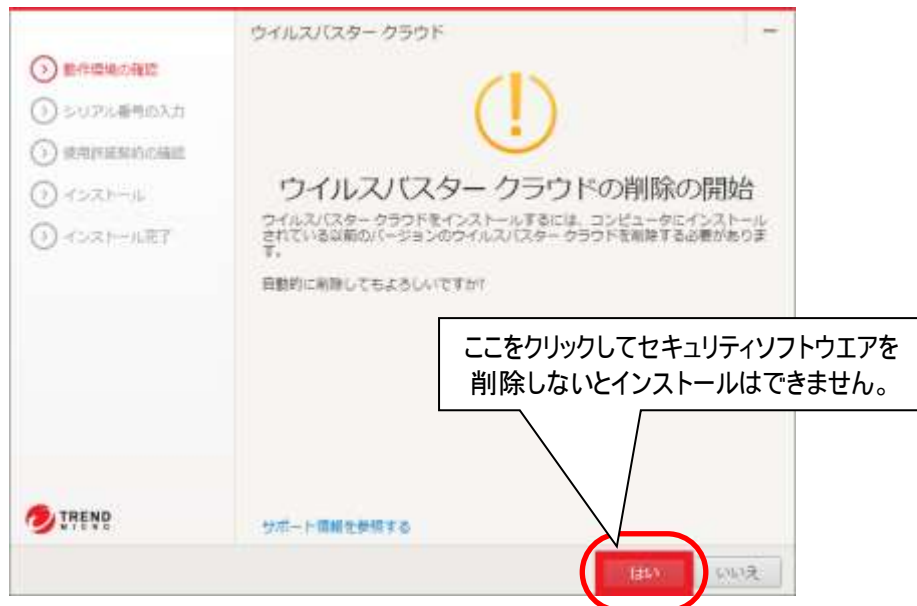 ウイルスバスター クラウド
動作環境の確認
シリアル番号の入力
使用許諾契約の確認
インストール
インストール完了
ウイルスバスター クラウドの削除の開始
ウイルスバスター クラウドをインストールするには、コンピュータにインストール
されている以前のバージョンのウイルスバスター クラウドを削除する必要がありま
す。
自動的に削除してもよろしいですか?
ここをクリックしてセキュリティソフトウエアを
削除しないとインストールはできません。
TREND
MICRO
サポート情報を参照する
はい
いいえ